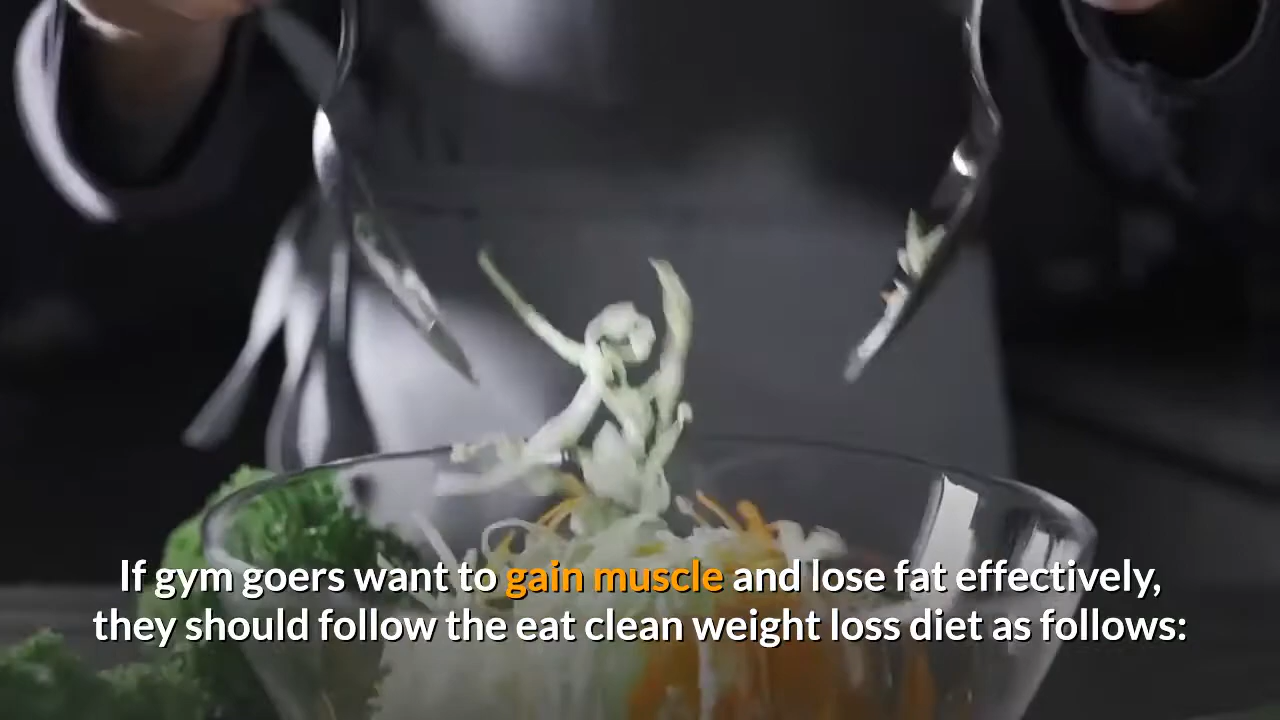 If gym goers want to gain muscle and lose fat effectively,
they should follow the eat clean weight loss diet as follows: